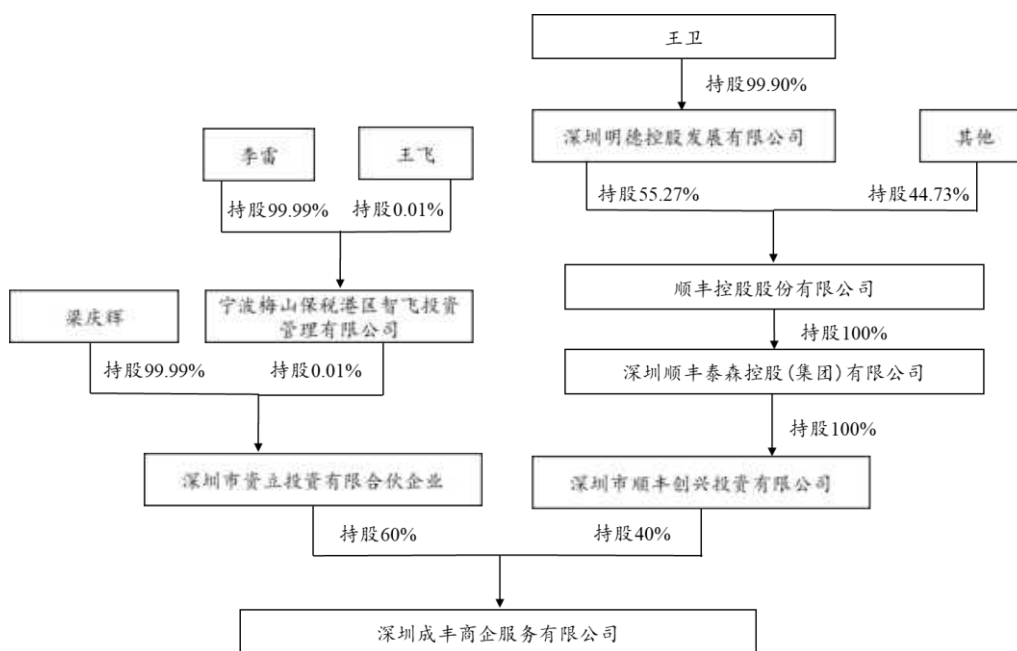 王卫
持股99.90%
李雷
王飞
深圳明德控股发展有限公司
其他
持股99.99%
持股0.01%
持股55.27%
持股44.73%
梁庆辉
宁波梅山保税港区智飞投资
管理有限公司
顺丰控股股份有限公司
持股100%
持股99.99%
持股0.01%
深圳顺丰泰森控股(集团)有限公司
持股100%
深圳市资立投资有限合伙企业
深圳市顺丰创兴投资有限公司
持股60%
持股40%
深圳成丰商企服务有限公司